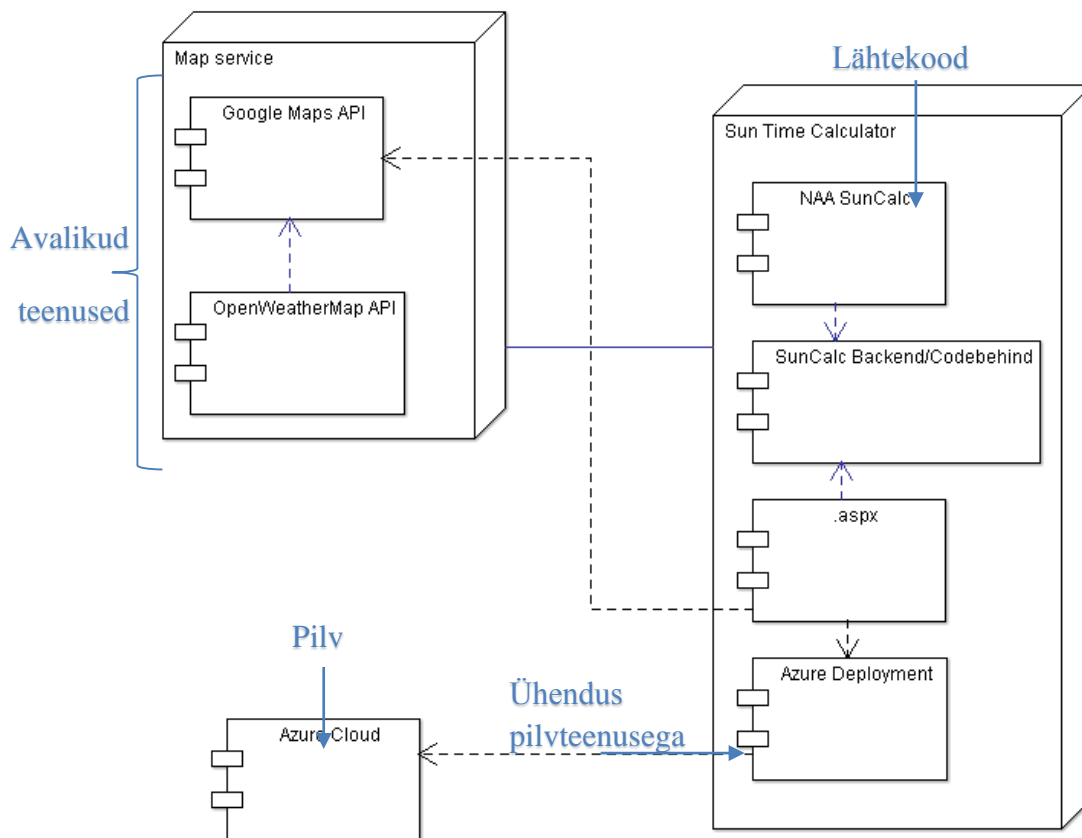 Map service
Google Maps API
OpenWeatherMap API
Avalikud
teenused
Lähtekood
Sun Time Calculator
NAA SunCalc
SunCalc Backend/Codebehind
.aspx
Azure Deployment
Pilv
Azure Cloud
Ühendus
pilvteenusega